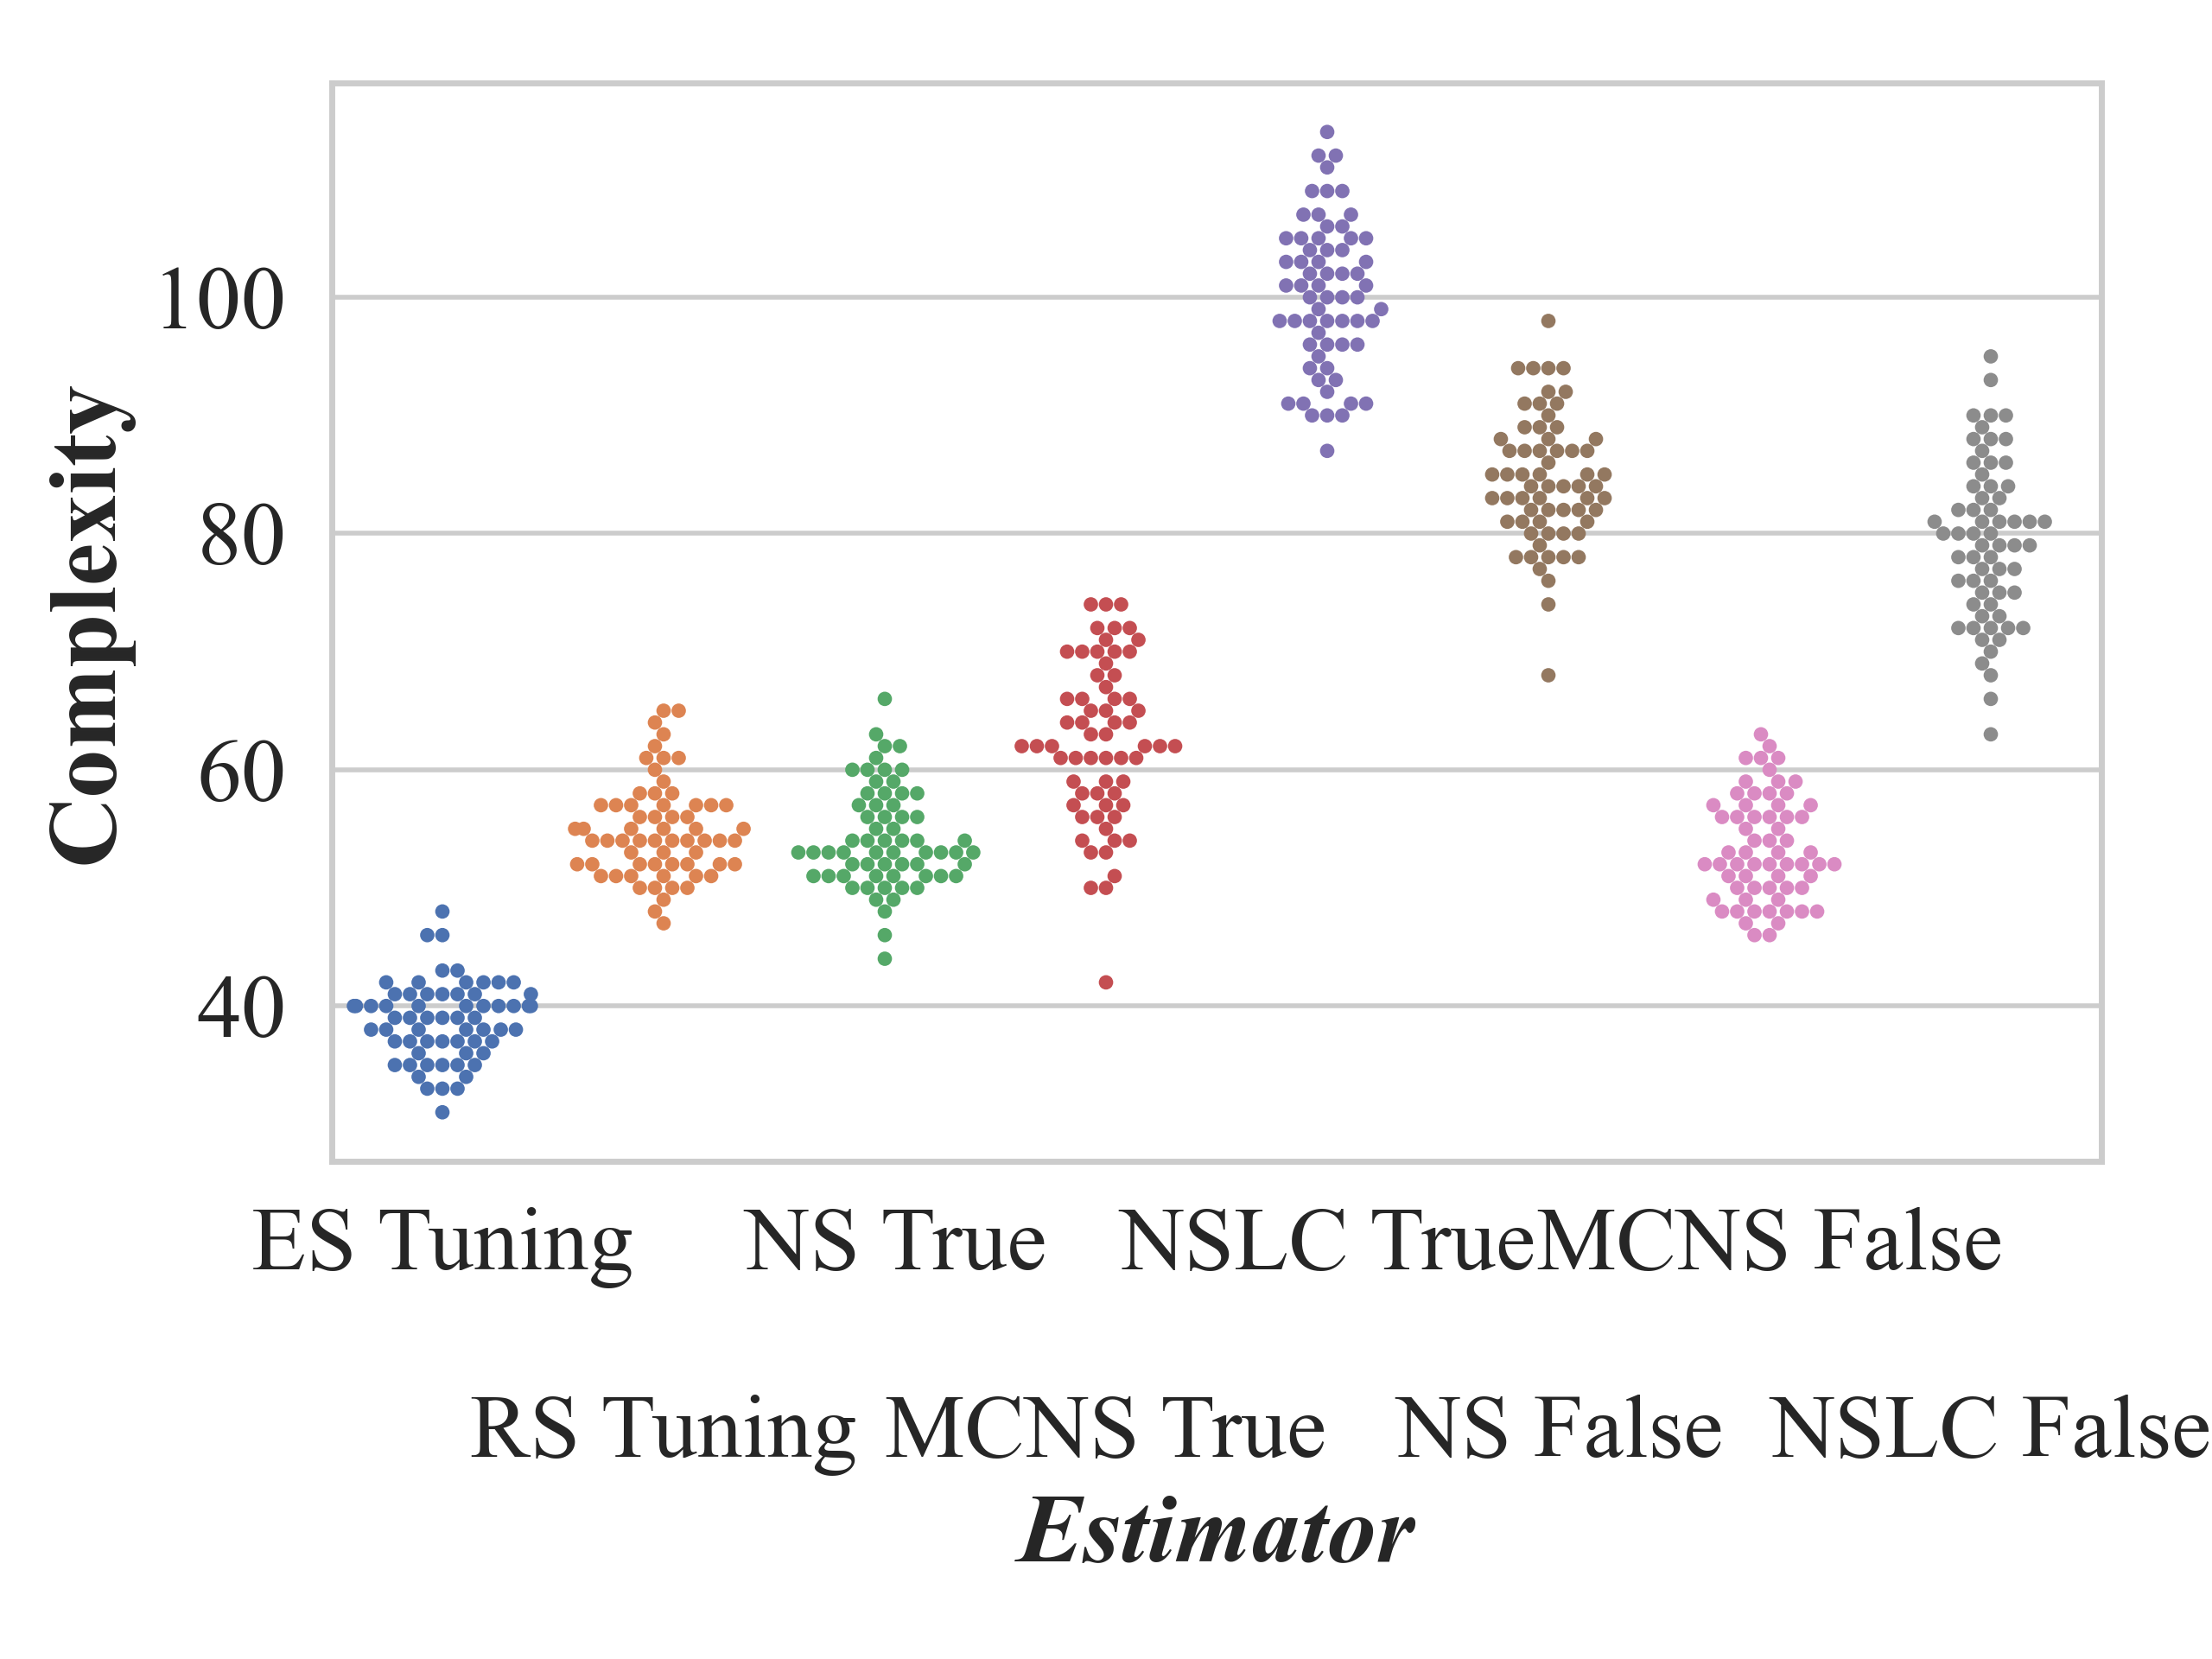 Complexity
100
80
60
40
ES Tuning NS True NSLC True MCNS False
RS Tuning MCNS True NS False NSLC False
Estimator